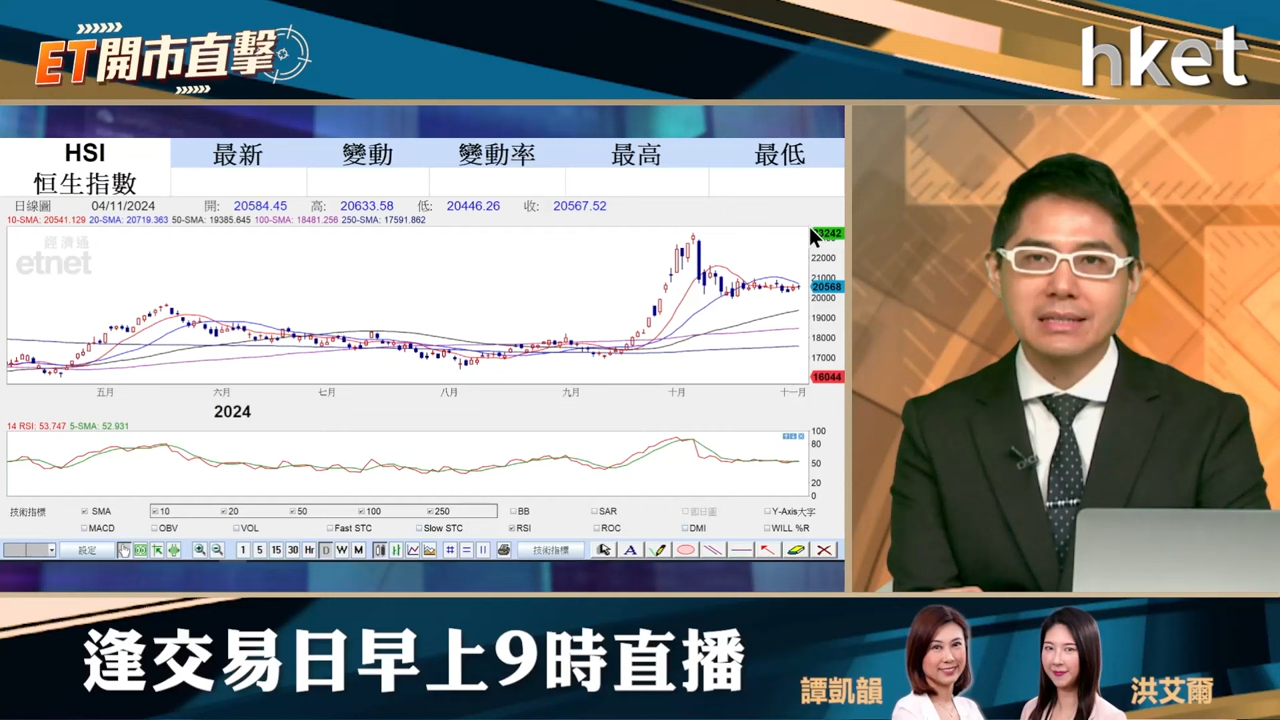 ET開市直擊
hket
HSI 最新 變動 變動率 最高 最低
恒生指數
日線圖 04/11/2024 開: 20584.45 高: 20633.58 低: 20446.26 收: 20567.52
10-SMA: 20541.129 20-SMA: 20719.363 50-SMA: 19385.645 100-SMA: 18481.256 250-SMA: 17591.862
經濟通
etnet
3242
22000
21000
20568
20000
19000
18000
17000
16044
五月 六月 七月 八月 九月 十月 十一月
2024
14 RSI: 53.747 5-SMA: 52.931
100
80
50
20
0
技術指標 SMA 10 20 50 100 250 BB SAR 即日圖 Y-Axis大字
MACD OBV VOL Fast STC Slow STC RSI ROC DMI WILL %R
設定 1 5 15 30 Hr D W M 技術指標 A
逢交易日早上9時直播
譚凱韻 洪艾爾